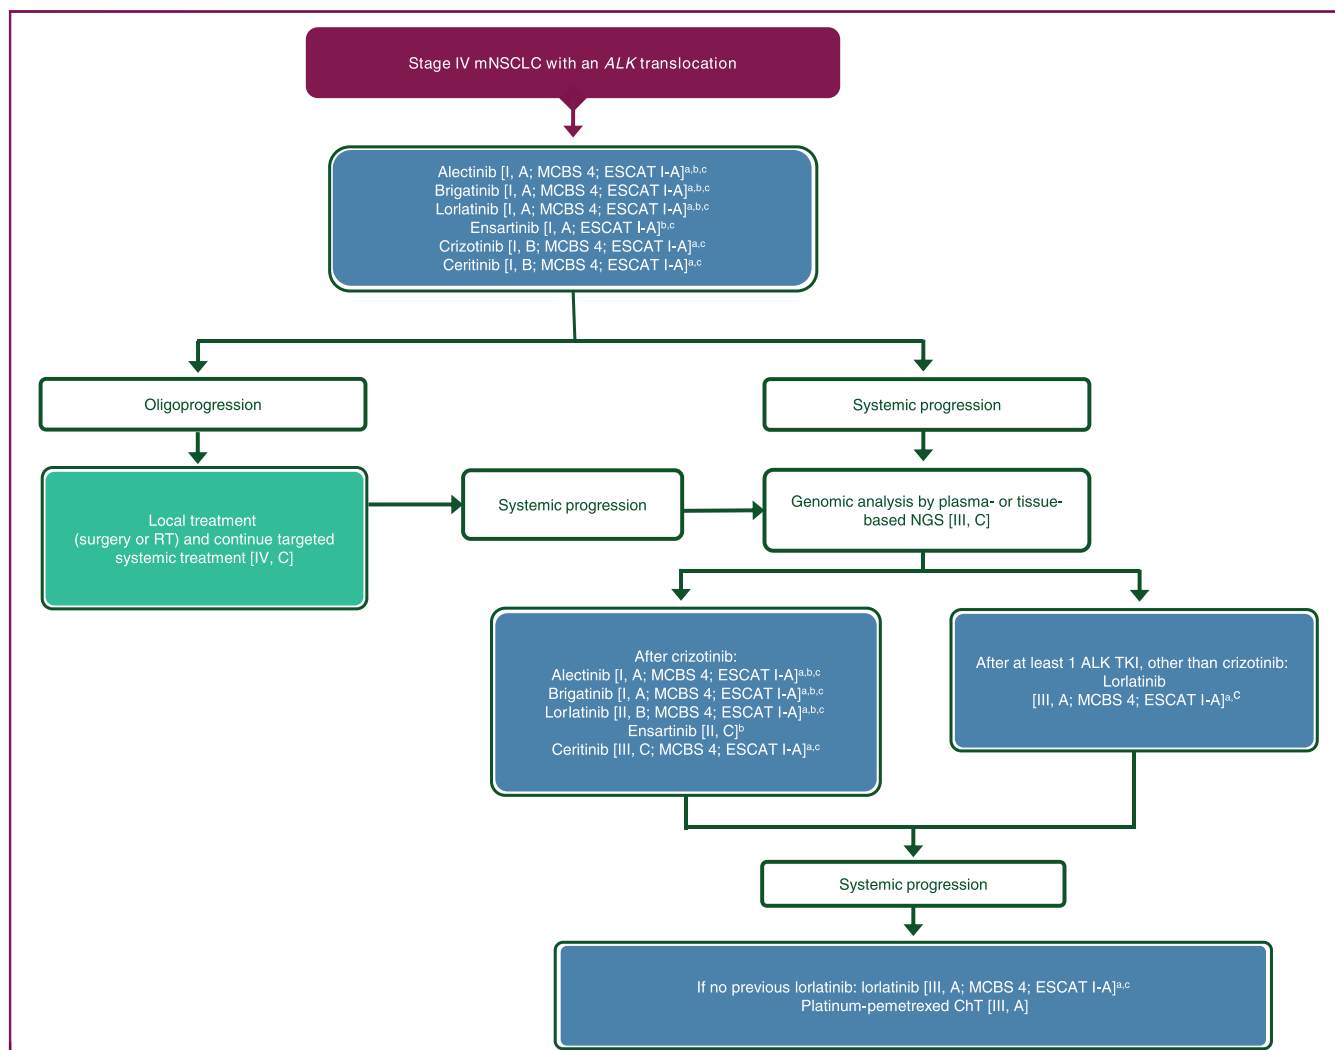 Stage IV mNSCLC with an ALK translocation
Alectinib [I, A; MCBS 4; ESCAT I-A]a,b,c
Brigatinib [I, A; MCBS 4; ESCAT I-A]a,b,c
Lorlatinib [I, A; MCBS 4; ESCAT I-A]a,b,c
Ensartinib [I, A; ESCAT I-A]b,c
Crizotinib [I, B; MCBS 4; ESCAT I-A]a,c
Ceritinib [I, B; MCBS 4; ESCAT I-A]a,c
Oligoprogression
Systemic progression
Local treatment
(surgery or RT) and continue targeted
systemic treatment [IV, C]
Systemic progression
Genomic analysis by plasma- or tissue-
based NGS [III, C]
After crizotinib:
Alectinib [I, A; MCBS 4; ESCAT I-A]a,b,c
Brigatinib [I, A; MCBS 4; ESCAT I-A]a,b,c
Lorlatinib [II, B; MCBS 4; ESCAT I-A]a,b,c
Ensartinib [II, C]b
Ceritinib [III, C; MCBS 4; ESCAT I-A]a,c
After at least 1 ALK TKI, other than crizotinib:
Lorlatinib
[III, A; MCBS 4; ESCAT I-A]a,c
Systemic progression
If no previous lorlatinib: lorlatinib [III, A; MCBS 4; ESCAT I-A]a,c
Platinum-pemetrexed ChT [III, A]